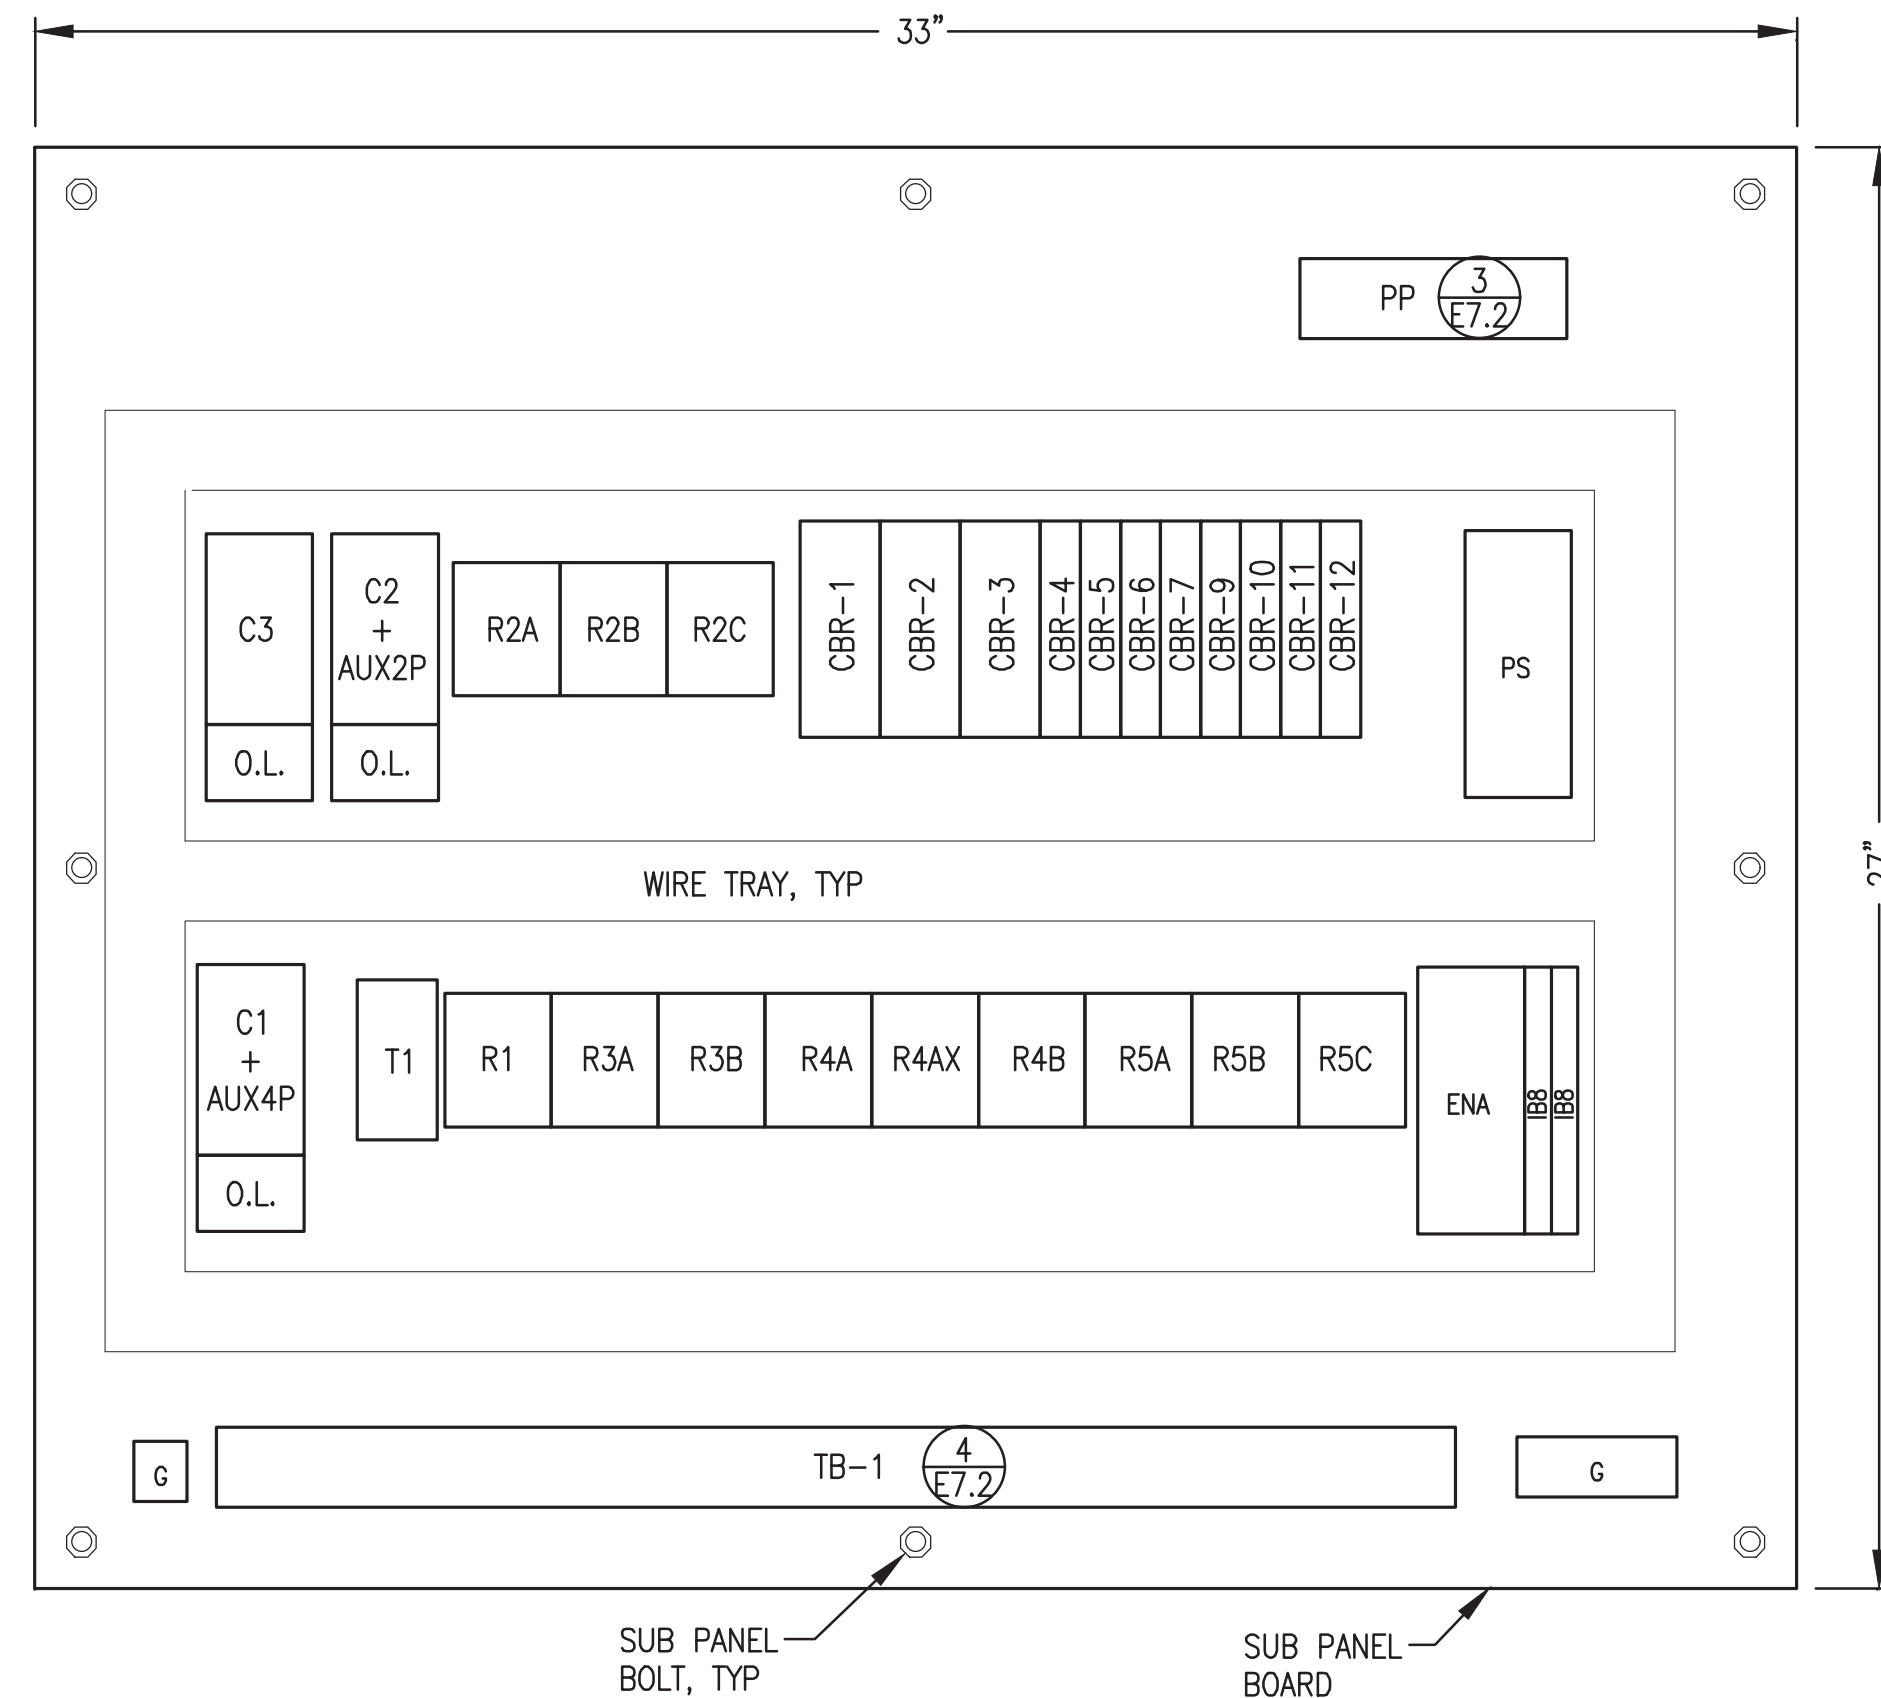 33"
PP
3
E7.2
C3
O.L.
C2
+
AUX2P
O.L.
R2A
R2B
R2C
CBR-1
CBR-2
CBR-3
CBR-4
CBR-5
CBR-6
CBR-7
CBR-9
CBR-10
CBR-11
CBR-12
PS
27"
WIRE TRAY, TYP
C1
+
AUX4P
O.L.
T1
R1
R3A
R3B
R4A
R4AX
R4B
R5A
R5B
R5C
ENA
IB8
IB8
G
TB-1
4
E7.2
G
SUB PANEL
BOLT, TYP
SUB PANEL
BOARD